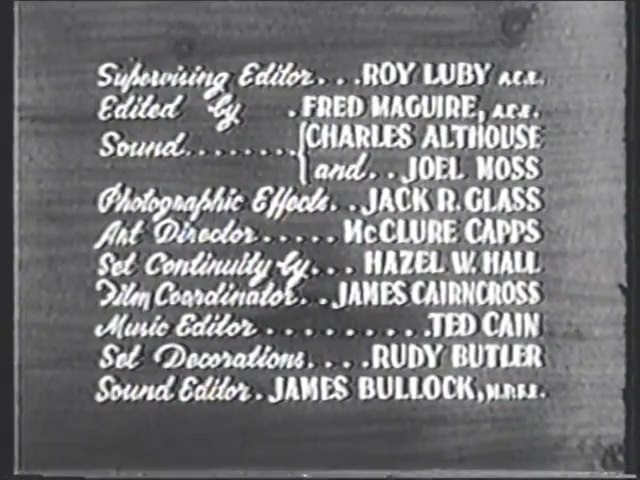 Supervising Editor. . .ROY LUBY A.C.E.
Edited by .FRED MAGUIRE, A.C.E.
Sound........ CHARLES ALTHOUSE
and. . JOEL MOSS
Photographic Effects. . JACK R. GLASS
Art Director. . . . . McCLURE CAPPS
Set Continuity by. . . HAZEL W. HALL
Film Coordinator. . JAMES CAIRNCROSS
Music Editor . . . . . . . . .TED CAIN
Set Decorations. . . .RUDY BUTLER
Sound Editor. JAMES BULLOCK,